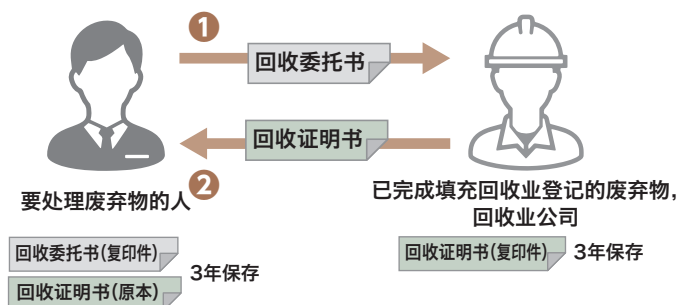 1
回收委托书
回收证明书
2
要处理废弃物的人
已完成填充回收业登记的废弃物,
回收业公司
回收委托书(复印件)
回收证明书(原本)
3年保存
回收证明书(复印件)
3年保存